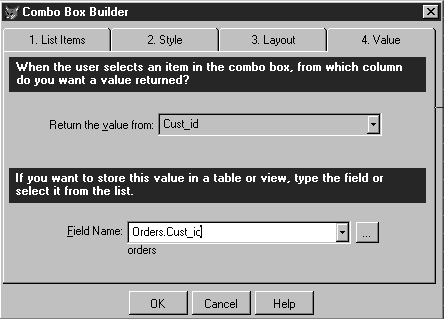 Combo Box Builder
1. List Items 2. Style 3. Layout 4. Value
When the user selects an item in the combo box, from which column
do you want a value returned?
Return the value from: Cust_id
If you want to store this value in a table or view, type the field or
select it from the list.
Field Name: Orders.Cust_id ...
orders
OK Cancel Help